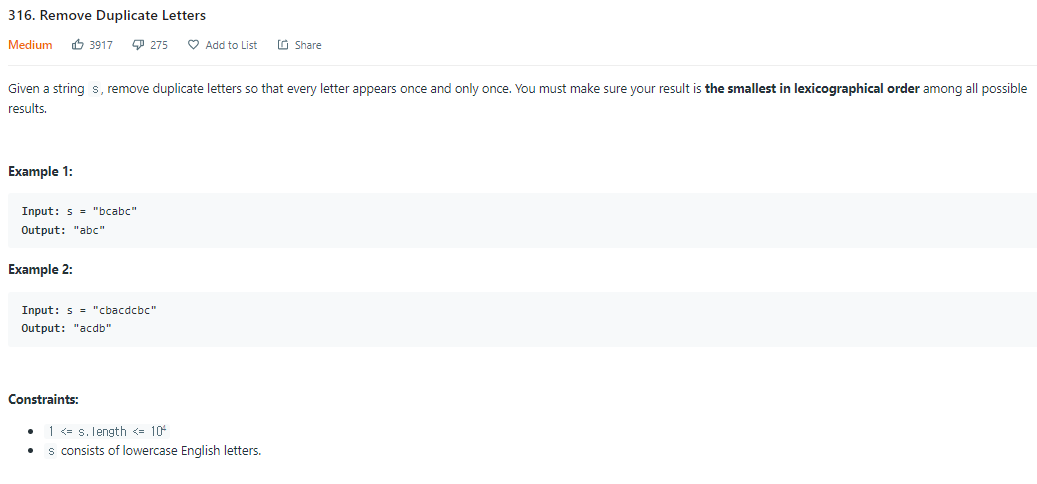 316. Remove Duplicate Letters
Medium 3917 275 Add to List Share
Given a string s, remove duplicate letters so that every letter appears once and only once. You must make sure your result is the smallest in lexicographical order among all possible
results.
Example 1:
Input: s = "bcabc"
Output: "abc"
Example 2:
Input: s = "cbacdcbc"
Output: "acdb"
Constraints:
• 1 <= s.length <= 10⁴
• s consists of lowercase English letters.